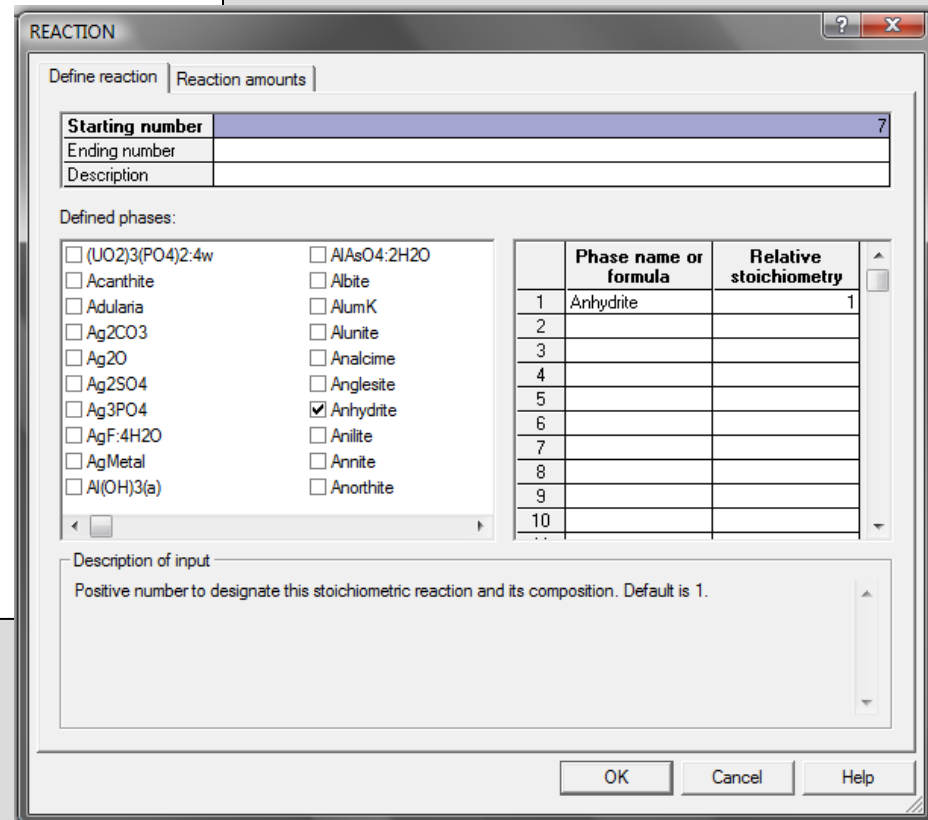 REACTION
Define reaction Reaction amounts
Starting number 7
Ending number
Description
Defined phases:
(UO2)3(PO4)2:4w AlAsO4:2H2O
Acanthite Albite
Adularia AlumK
Ag2CO3 Alunite
Ag2O Analcime
Ag2SO4 Anglesite
Ag3PO4 Anhydrite
AgF:4H2O Anilite
AgMetal Annite
Al(OH)3(a) Anorthite
Phase name or formula Relative stoichiometry
1 Anhydrite 1
2
3
4
5
6
7
8
9
10
Description of input
Positive number to designate this stoichiometric reaction and its composition. Default is 1.
OK Cancel Help